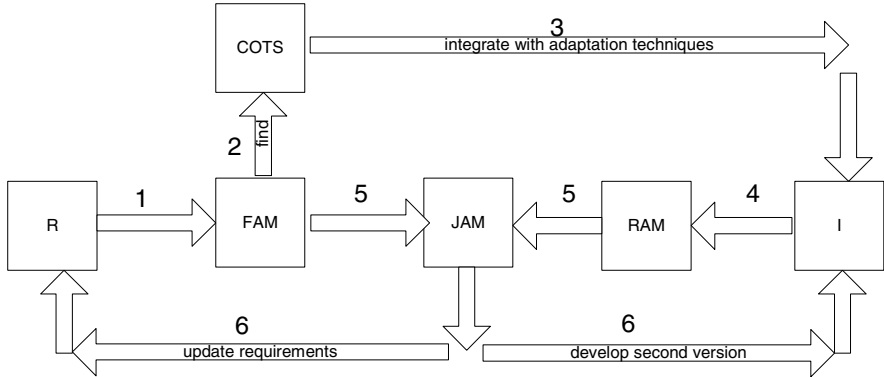 3
COTS
integrate with adaptation techniques
2
find
1
5
5
4
R
FAM
JAM
RAM
I
6
6
update requirements
develop second version